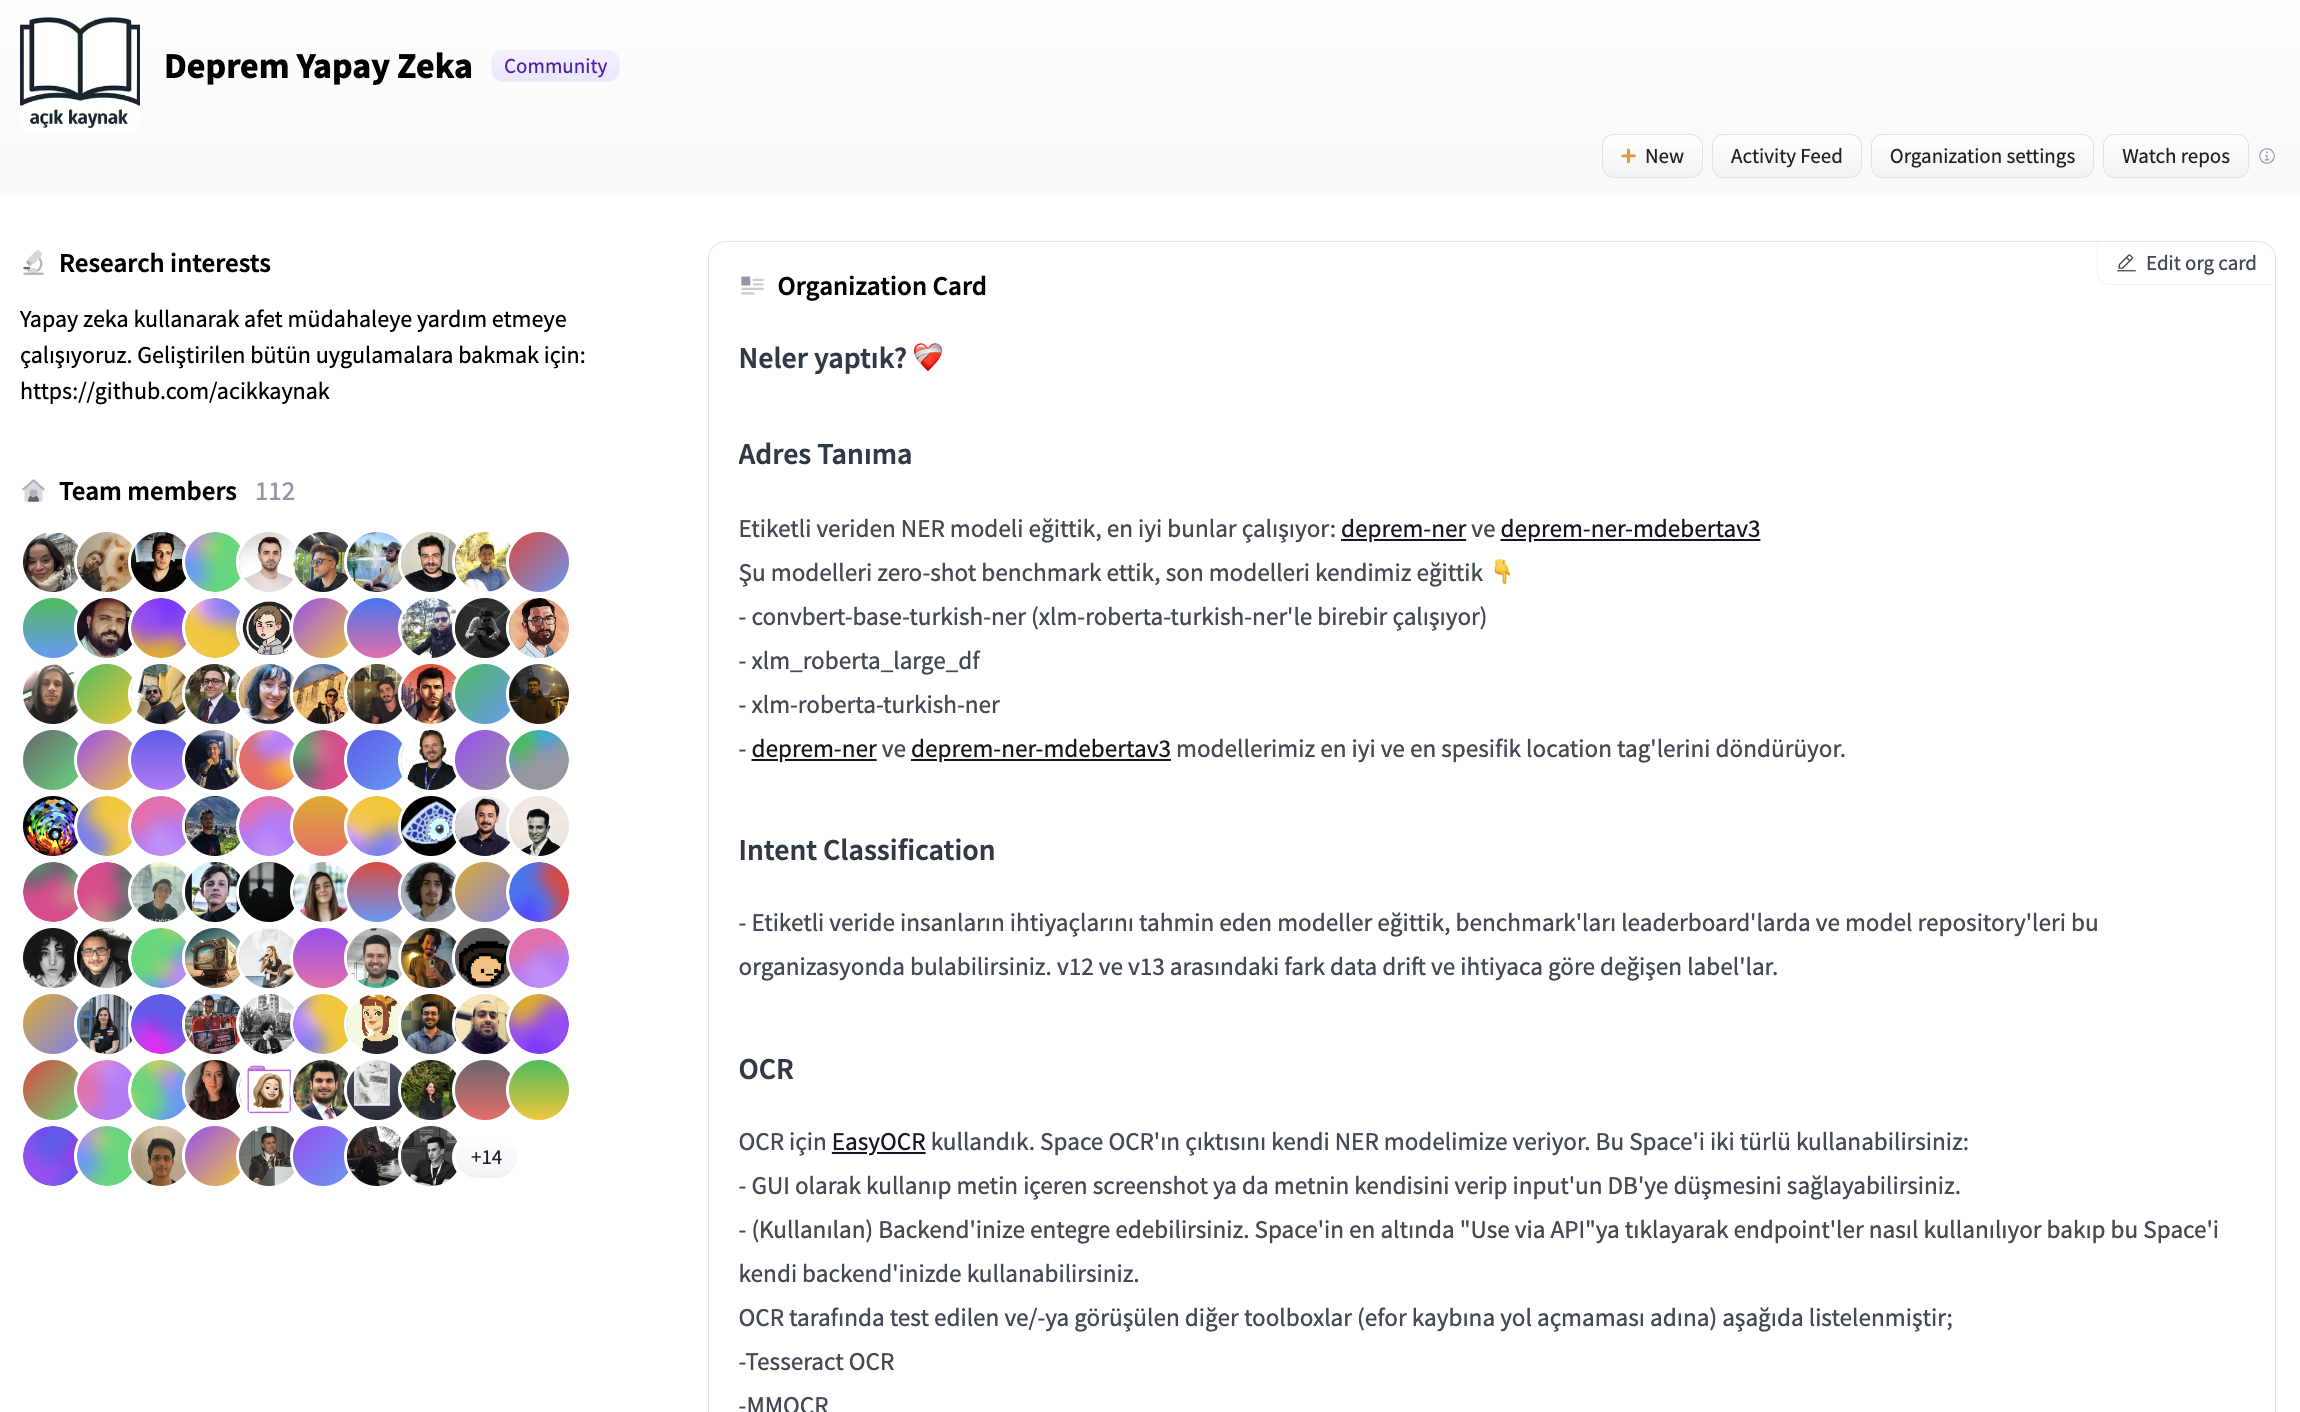 açık kaynak
Deprem Yapay Zeka
Community
New
Activity Feed
Organization settings
Watch repos
Research interests
Yapay zeka kullanarak afet müdahaleye yardım etmeye
çalışıyoruz. Geliştirilen bütün uygulamalara bakmak için:
https://github.com/acikkaynak
Team members 112
+14
Edit org card
Organization Card
Neler yaptık? ❤️‍🩹
Adres Tanıma
Etiketli veriden NER modeli eğittik, en iyi bunlar çalışıyor: deprem-ner ve deprem-ner-mdebertav3
Şu modelleri zero-shot benchmark ettik, son modelleri kendimiz eğittik 👇
- convbert-base-turkish-ner (xlm-roberta-turkish-ner'le birebir çalışıyor)
- xlm_roberta_large_df
- xlm-roberta-turkish-ner
- deprem-ner ve deprem-ner-mdebertav3 modellerimiz en iyi ve en spesifik location tag'lerini döndürüyor.
Intent Classification
- Etiketli veride insanların ihtiyaçlarını tahmin eden modeller eğittik, benchmark'ları leaderboard'larda ve model repository'leri bu
organizasyonda bulabilirsiniz. v12 ve v13 arasındaki fark data drift ve ihtiyaca göre değişen label'lar.
OCR
OCR için EasyOCR kullandık. Space OCR'ın çıktısını kendi NER modelimize veriyor. Bu Space'i iki türlü kullanabilirsiniz:
- GUI olarak kullanıp metin içeren screenshot ya da metnin kendisini verip input'un DB'ye düşmesini sağlayabilirsiniz.
- (Kullanılan) Backend'inize entegre edebilirsiniz. Space'in en altında "Use via API"ya tıklayarak endpoint'ler nasıl kullanılıyor bakıp bu Space'i
kendi backend'inizde kullanabilirsiniz.
OCR tarafında test edilen ve/-ya görüşülen diğer toolboxlar (efor kaybına yol açmaması adına) aşağıda listelenmiştir;
-Tesseract OCR
-MMOCR